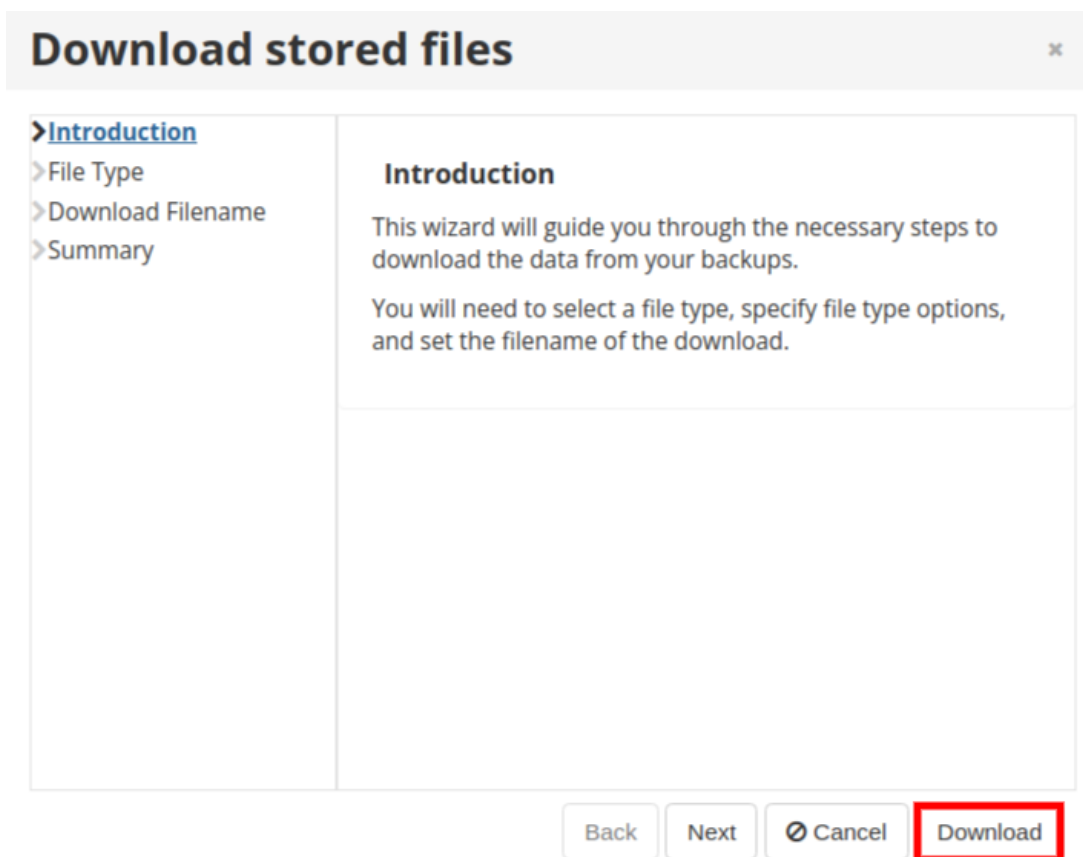 Download stored files
Introduction
File Type
Download Filename
Summary
Introduction
This wizard will guide you through the necessary steps to
download the data from your backups.
You will need to select a file type, specify file type options,
and set the filename of the download.
Back Next Cancel Download